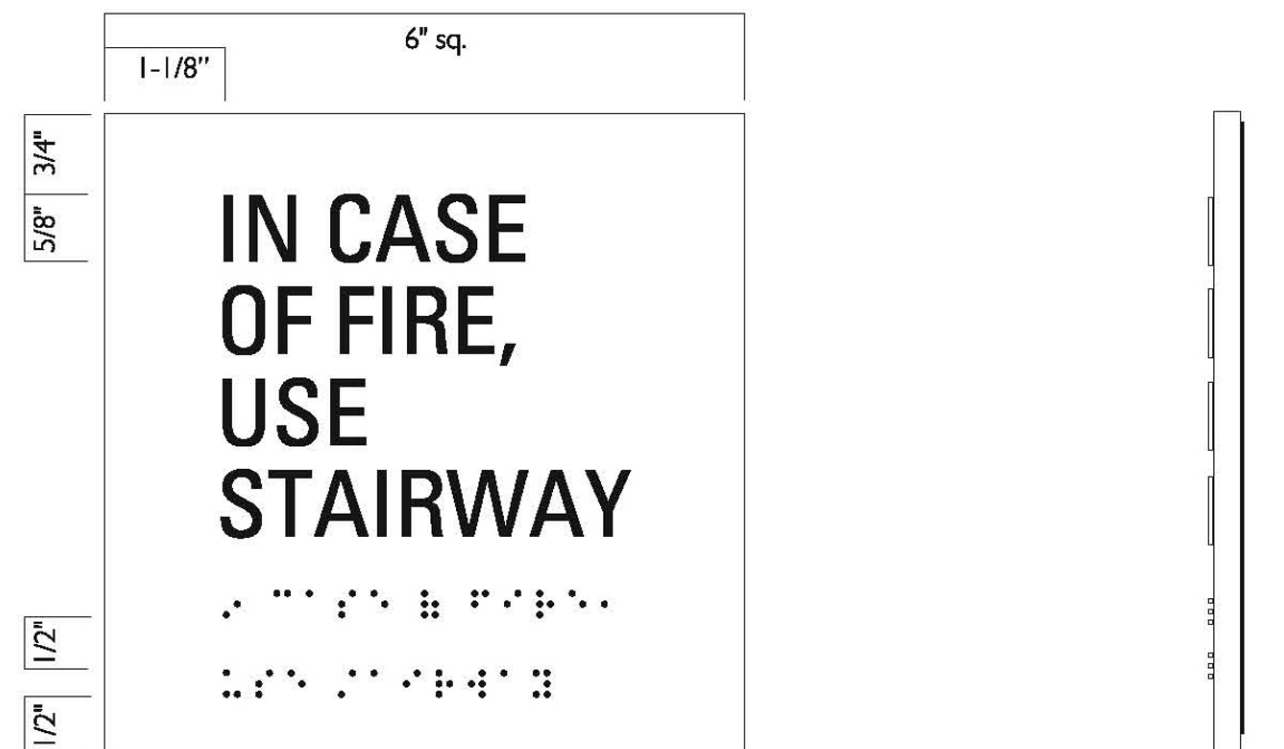 6" sq.
1-1/8"
3/4"
5/8"
IN CASE
OF FIRE,
USE
STAIRWAY
⠔ ⠉⠁⠎⠑ ⠷ ⠋⠊⠗⠑⠂
1/2"
⠥⠎⠑ ⠌⠁⠊⠗⠺⠁⠽
1/2"